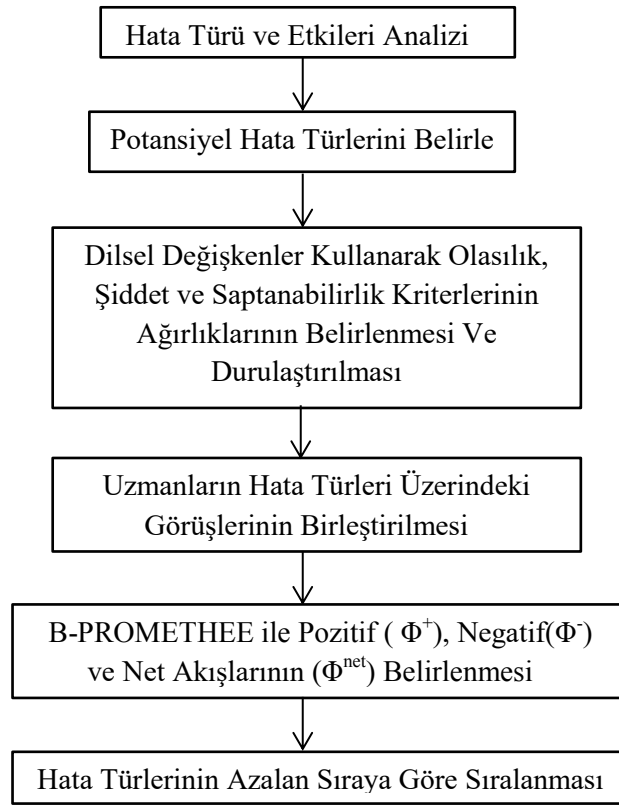 Hata Türü ve Etkileri Analizi
Potansiyel Hata Türlerini Belirle
Dilsel Değişkenler Kullanarak Olasılık,
Şiddet ve Saptanabilirlik Kriterlerinin
Ağırlıklarının Belirlenmesi Ve
Durulaştırılması
Uzmanların Hata Türleri Üzerindeki
Görüşlerinin Birleştirilmesi
B-PROMETHEE ile Pozitif ( Φ⁺), Negatif(Φ⁻)
ve Net Akışlarının (Φⁿᵉᵗ) Belirlenmesi
Hata Türlerinin Azalan Sıraya Göre Sıralanması